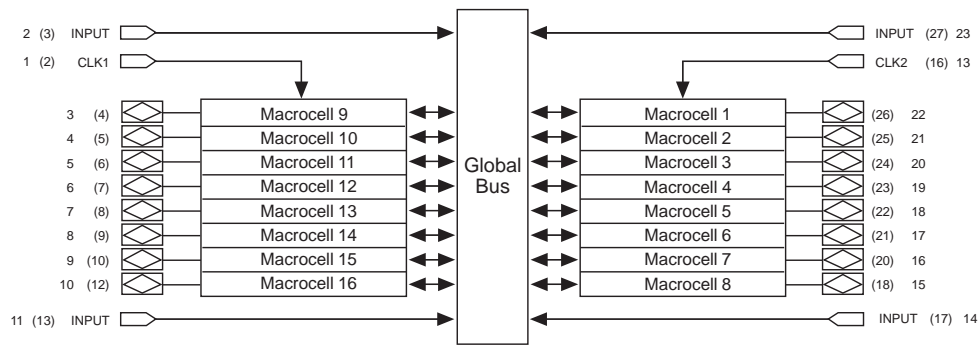 2 (3) INPUT
INPUT (27) 23
1 (2) CLK1
CLK2 (16) 13
3 (4) Macrocell 9 Macrocell 1 (26) 22
4 (5) Macrocell 10 Macrocell 2 (25) 21
5 (6) Macrocell 11 Macrocell 3 (24) 20
Global
Bus
6 (7) Macrocell 12 Macrocell 4 (23) 19
7 (8) Macrocell 13 Macrocell 5 (22) 18
8 (9) Macrocell 14 Macrocell 6 (21) 17
9 (10) Macrocell 15 Macrocell 7 (20) 16
10 (12) Macrocell 16 Macrocell 8 (18) 15
11 (13) INPUT
INPUT (17) 14